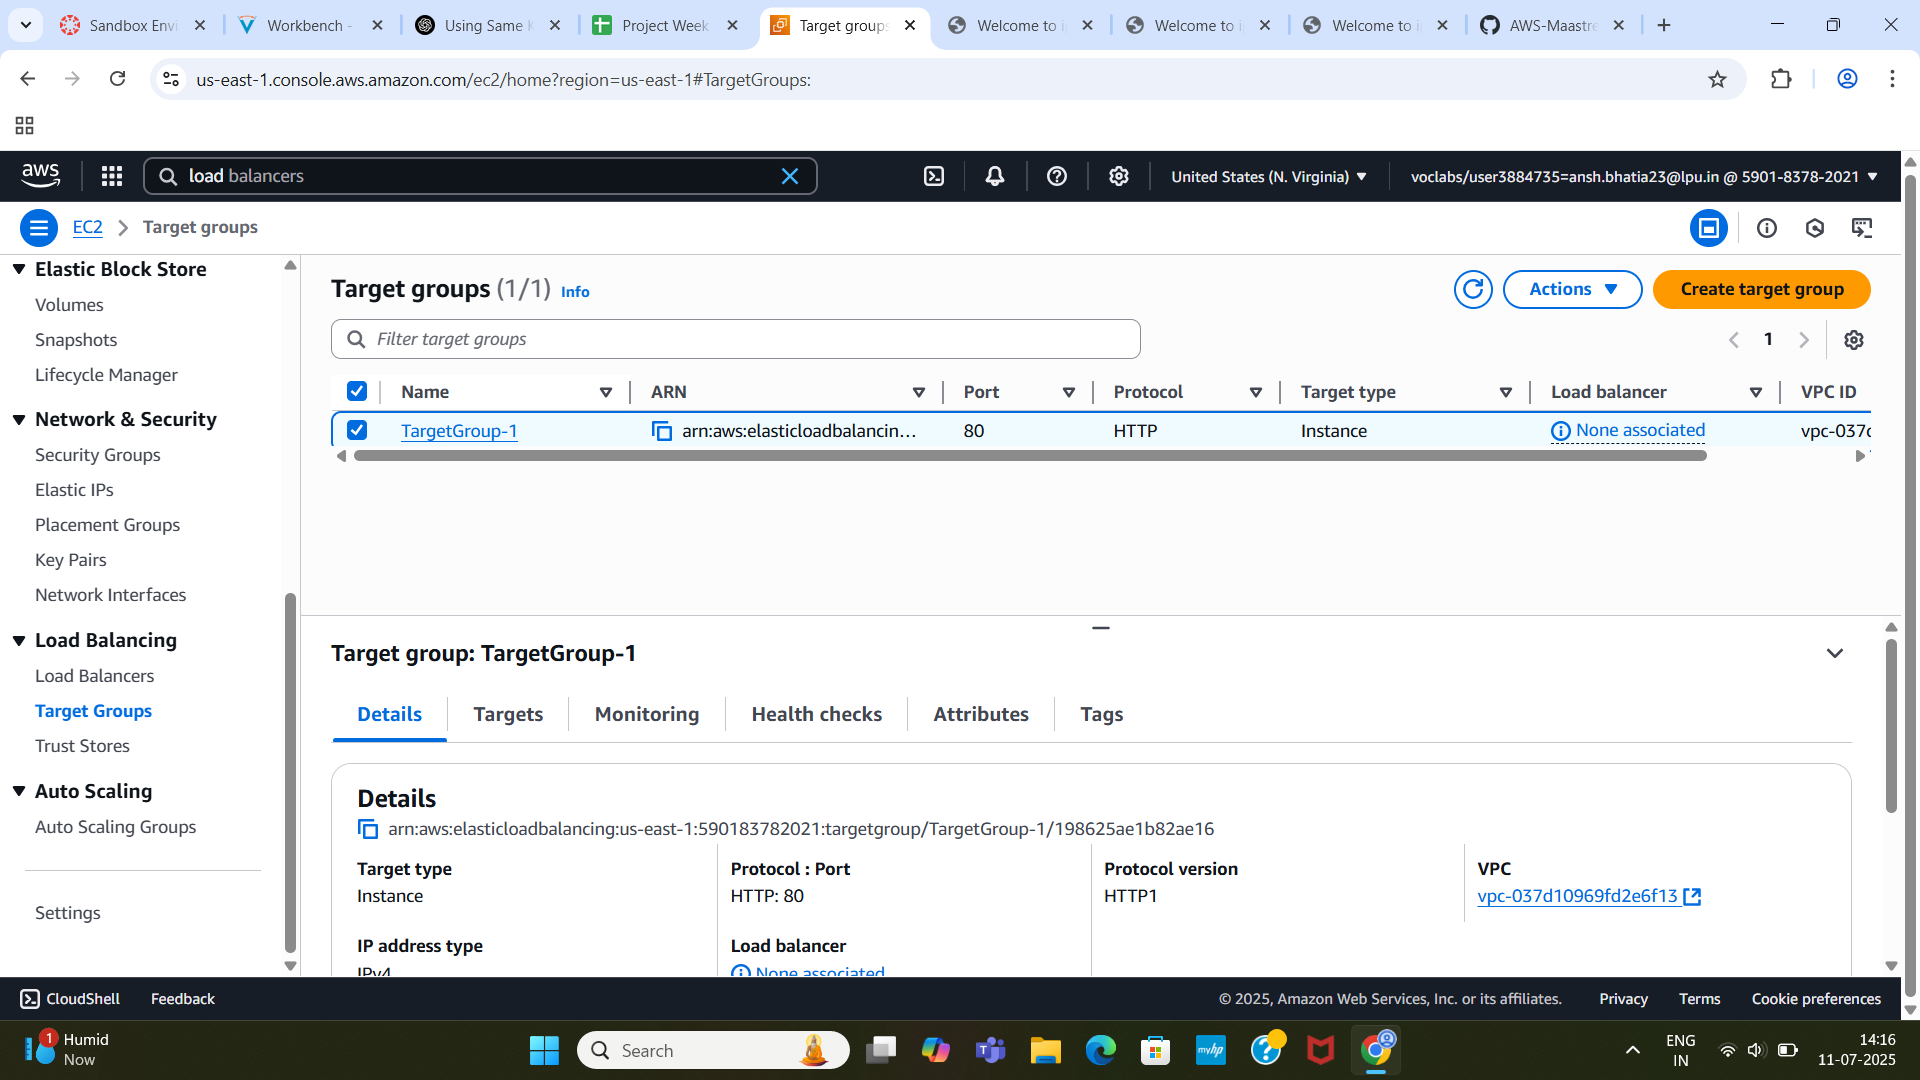 Sandbox Envi
Workbench -
Using Same K
Project Week
Target groups
Welcome to i
Welcome to i
Welcome to i
AWS-Maastre
us-east-1.console.aws.amazon.com/ec2/home?region=us-east-1#TargetGroups:
aws
load balancers
United States (N. Virginia)
voclabs/user3884735=ansh.bhatia23@lpu.in @ 5901-8378-2021
EC2
Target groups
Elastic Block Store
Volumes
Snapshots
Lifecycle Manager
Network & Security
Security Groups
Elastic IPs
Placement Groups
Key Pairs
Network Interfaces
Load Balancing
Load Balancers
Target Groups
Trust Stores
Auto Scaling
Auto Scaling Groups
Settings
Target groups (1/1) Info
Actions
Create target group
Filter target groups
1
Name ARN Port Protocol Target type Load balancer VPC ID
TargetGroup-1 arn:aws:elasticloadbalancin... 80 HTTP Instance None associated vpc-037d
Target group: TargetGroup-1
Details Targets Monitoring Health checks Attributes Tags
Details
arn:aws:elasticloadbalancing:us-east-1:590183782021:targetgroup/TargetGroup-1/198625ae1b82ae16
Target type
Instance
Protocol : Port
HTTP: 80
Protocol version
HTTP1
VPC
vpc-037d10969fd2e6f13
IP address type
IPv4
Load balancer
None associated
CloudShell Feedback
© 2025, Amazon Web Services, Inc. or its affiliates. Privacy Terms Cookie preferences
1
Humid
Now
Search
myhp
ENG
IN
14:16
11-07-2025